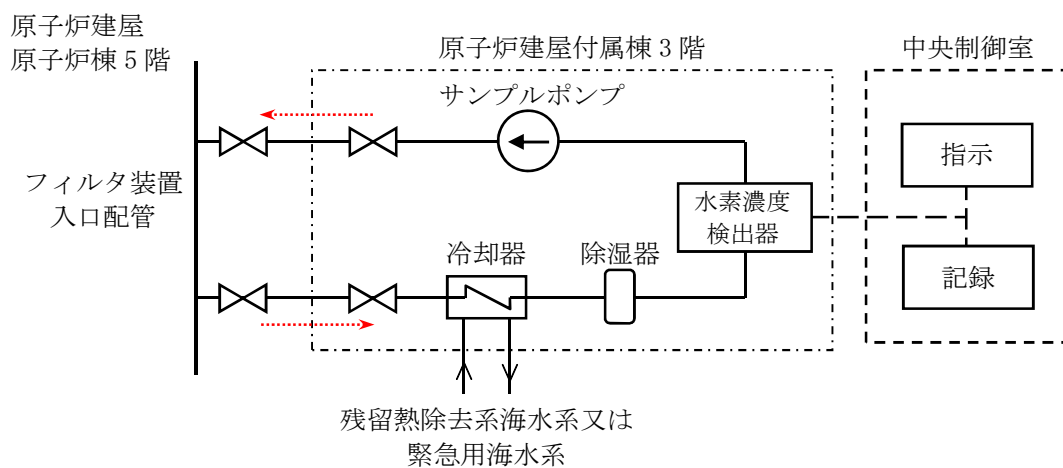 原子炉建屋
原子炉棟5階
原子炉建屋付属棟3階
中央制御室
サンプルポンプ
指示
フィルタ装置
入口配管
水素濃度
検出器
冷却器
除湿器
記録
残留熱除去系海水系又は
緊急用海水系